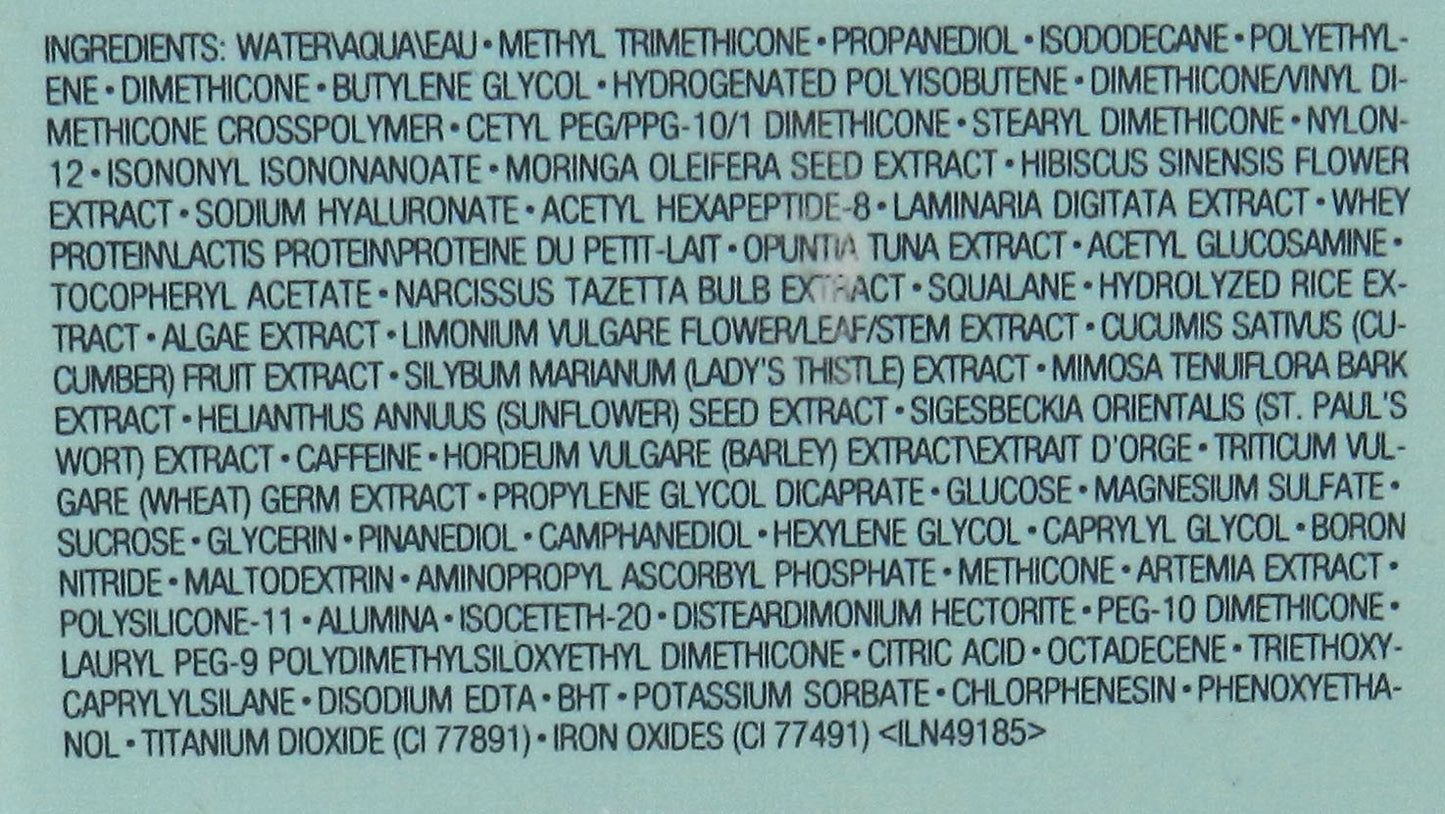 INGREDIENTS: WATER\AQUA\EAU • METHYL TRIMETHICONE • PROPANEDIOL • ISODODECANE • POLYETHYL-
ENE • DIMETHICONE • BUTYLENE GLYCOL • HYDROGENATED POLYISOBUTENE • DIMETHICONE/VINYL DI-
METHICONE CROSSPOLYMER • CETYL PEG/PPG-10/1 DIMETHICONE • STEARYL DIMETHICONE • NYLON-
12 • ISONONYL ISONONANOATE • MORINGA OLEIFERA SEED EXTRACT • HIBISCUS SINENSIS FLOWER
EXTRACT • SODIUM HYALURONATE • ACETYL HEXAPEPTIDE-8 • LAMINARIA DIGITATA EXTRACT • WHEY
PROTEIN\LACTIS PROTEIN\PROTEINE DU PETIT-LAIT • OPUNTIA TUNA EXTRACT • ACETYL GLUCOSAMINE •
TOCOPHERYL ACETATE • NARCISSUS TAZETTA BULB EXTRACT • SQUALANE • HYDROLYZED RICE EX-
TRACT • ALGAE EXTRACT • LIMONIUM VULGARE FLOWER/LEAF/STEM EXTRACT • CUCUMIS SATIVUS (CU-
CUMBER) FRUIT EXTRACT • SILYBUM MARIANUM (LADY'S THISTLE) EXTRACT • MIMOSA TENUIFLORA BARK
EXTRACT • HELIANTHUS ANNUUS (SUNFLOWER) SEED EXTRACT • SIGESBECKIA ORIENTALIS (ST. PAUL'S
WORT) EXTRACT • CAFFEINE • HORDEUM VULGARE (BARLEY) EXTRACT\EXTRAIT D'ORGE • TRITICUM VUL-
GARE (WHEAT) GERM EXTRACT • PROPYLENE GLYCOL DICAPRATE • GLUCOSE • MAGNESIUM SULFATE •
SUCROSE • GLYCERIN • PINANEDIOL • CAMPHANEDIOL • HEXYLENE GLYCOL • CAPRYLYL GLYCOL • BORON
NITRIDE • MALTODEXTRIN • AMINOPROPYL ASCORBYL PHOSPHATE • METHICONE • ARTEMIA EXTRACT •
POLYSILICONE-11 • ALUMINA • ISOCETETH-20 • DISTEARDIMONIUM HECTORITE • PEG-10 DIMETHICONE •
LAURYL PEG-9 POLYDIMETHYLSILOXYETHYL DIMETHICONE • CITRIC ACID • OCTADECENE • TRIETHOXY-
CAPRYLYLSILANE • DISODIUM EDTA • BHT • POTASSIUM SORBATE • CHLORPHENESIN • PHENOXYETHA-
NOL • TITANIUM DIOXIDE (CI 77891) • IRON OXIDES (CI 77491) <ILN49185>